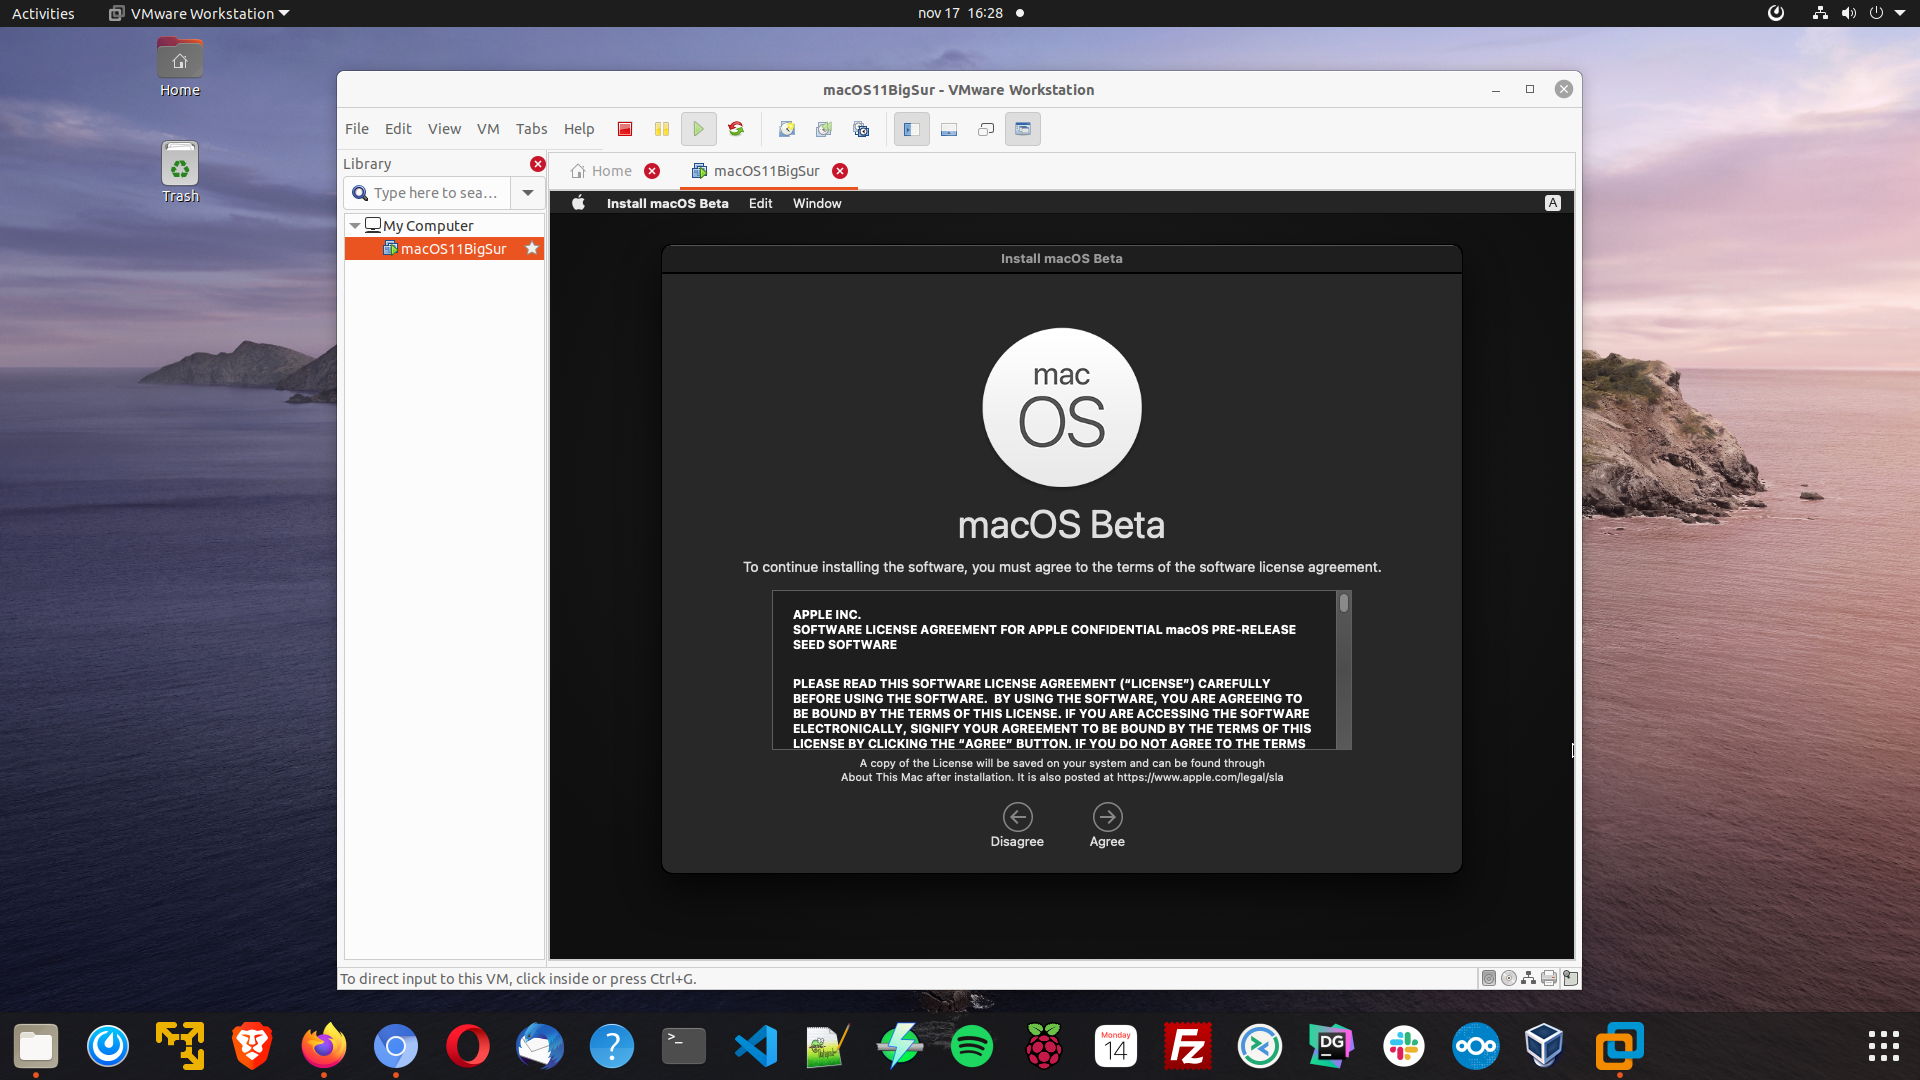 Activities
VMware Workstation
nov 17 16:28
Home
Trash
macOS11BigSur - VMware Workstation
File Edit View VM Tabs Help
Library
Type here to sea…
My Computer
macOS11BigSur
Home
macOS11BigSur
Install macOS Beta Edit Window
A
Install macOS Beta
mac
OS
macOS Beta
To continue installing the software, you must agree to the terms of the software license agreement.
APPLE INC.
SOFTWARE LICENSE AGREEMENT FOR APPLE CONFIDENTIAL macOS PRE-RELEASE
SEED SOFTWARE
PLEASE READ THIS SOFTWARE LICENSE AGREEMENT (“LICENSE”) CAREFULLY
BEFORE USING THE SOFTWARE. BY USING THE SOFTWARE, YOU ARE AGREEING TO
BE BOUND BY THE TERMS OF THIS LICENSE. IF YOU ARE ACCESSING THE SOFTWARE
ELECTRONICALLY, SIGNIFY YOUR AGREEMENT TO BE BOUND BY THE TERMS OF THIS
LICENSE BY CLICKING THE “AGREE” BUTTON. IF YOU DO NOT AGREE TO THE TERMS
A copy of the License will be saved on your system and can be found through
About This Mac after installation. It is also posted at https://www.apple.com/legal/sla
Disagree
Agree
To direct input to this VM, click inside or press Ctrl+G.
?
>_
Monday
14
Fz
DG